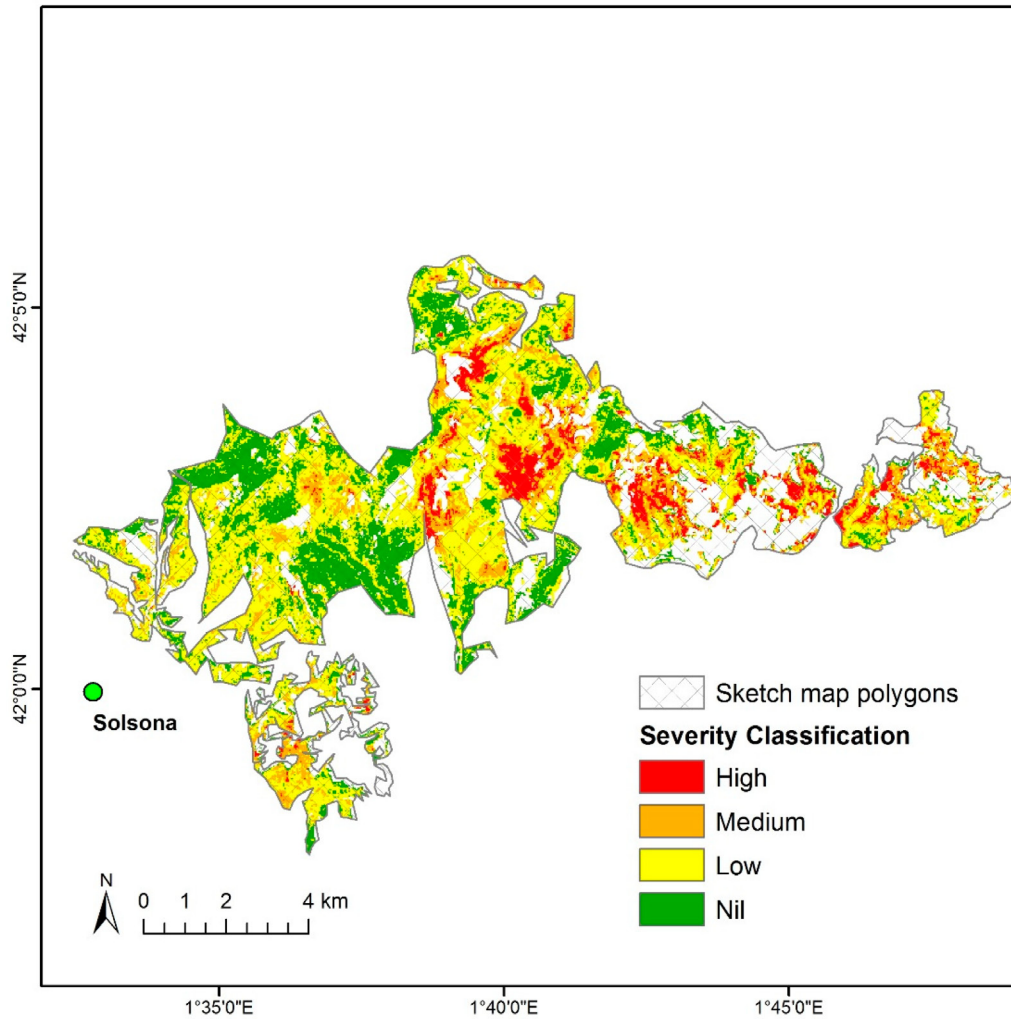 42°5'0"N
42°0'0"N
Solsona
Sketch map polygons
Severity Classification
High
Medium
Low
Nil
N
0 1 2 4 km
1°35'0"E 1°40'0"E 1°45'0"E